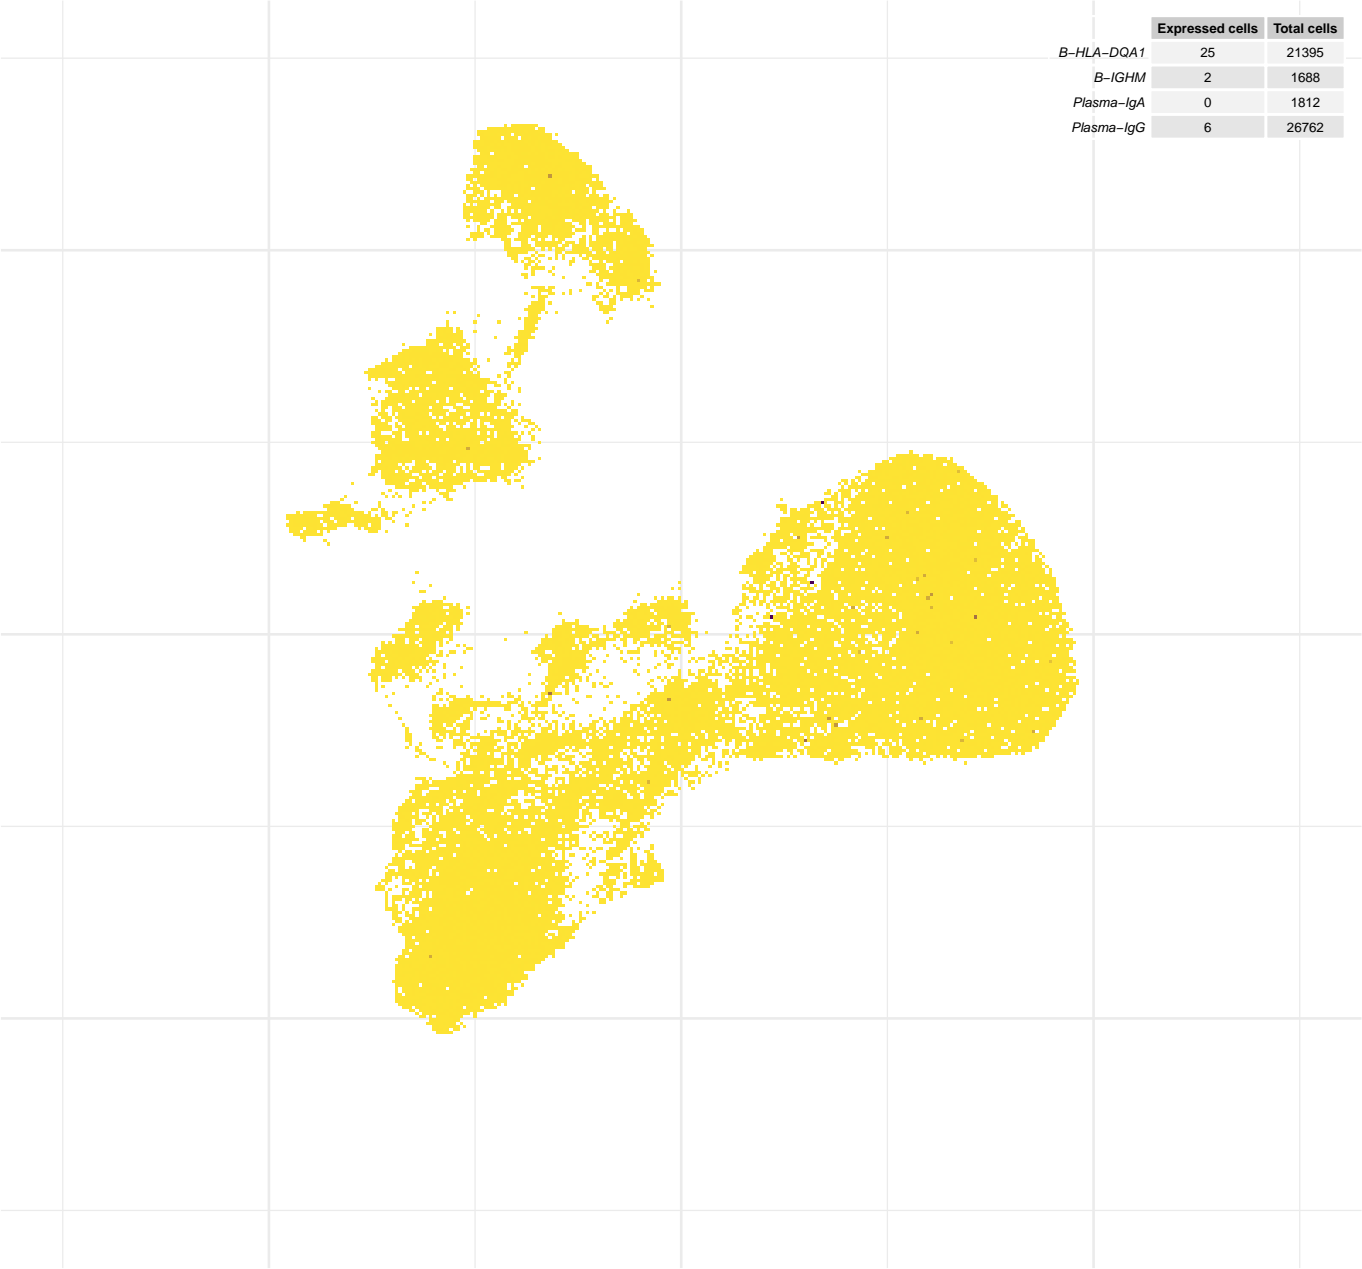 Expressed cells Total cells
B−HLA−DQA1 25 21395
B−IGHM 2 1688
Plasma−IgA 0 1812
Plasma−IgG 6 26762